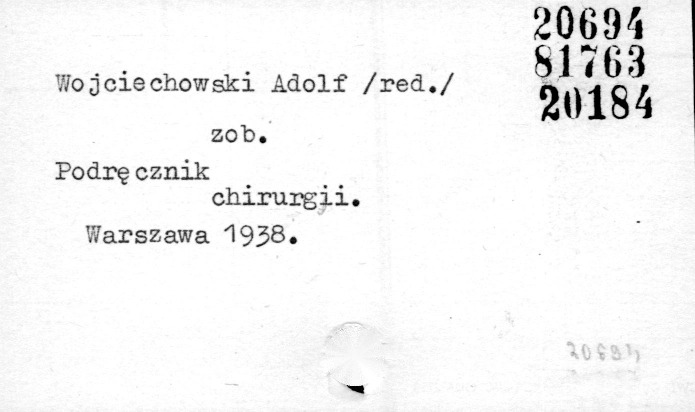 20694
81763
20184
Wojciechowski Adolf /red./
zob.
Podręcznik
chirurgii.
Warszawa 1938.